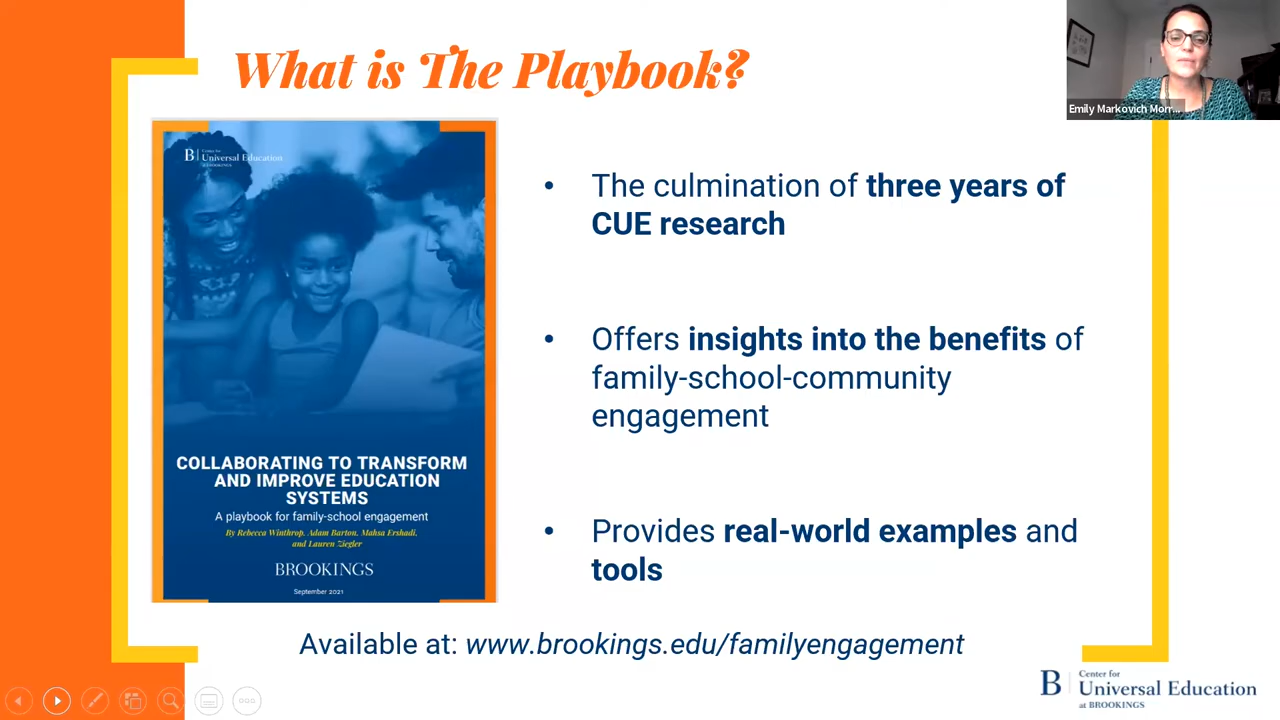 What is The Playbook?
Emily Markovich Morr...
B
Center for
Universal Education
at BROOKINGS
COLLABORATING TO TRANSFORM
AND IMPROVE EDUCATION
SYSTEMS
A playbook for family-school engagement
By Rebecca Winthrop, Adam Barton, Mahsa Ershadi,
and Lauren Ziegler
BROOKINGS
September 2021
• The culmination of three years of
CUE research
• Offers insights into the benefits of
family-school-community
engagement
• Provides real-world examples and
tools
Available at: www.brookings.edu/familyengagement
B
Center for
Universal Education
at BROOKINGS